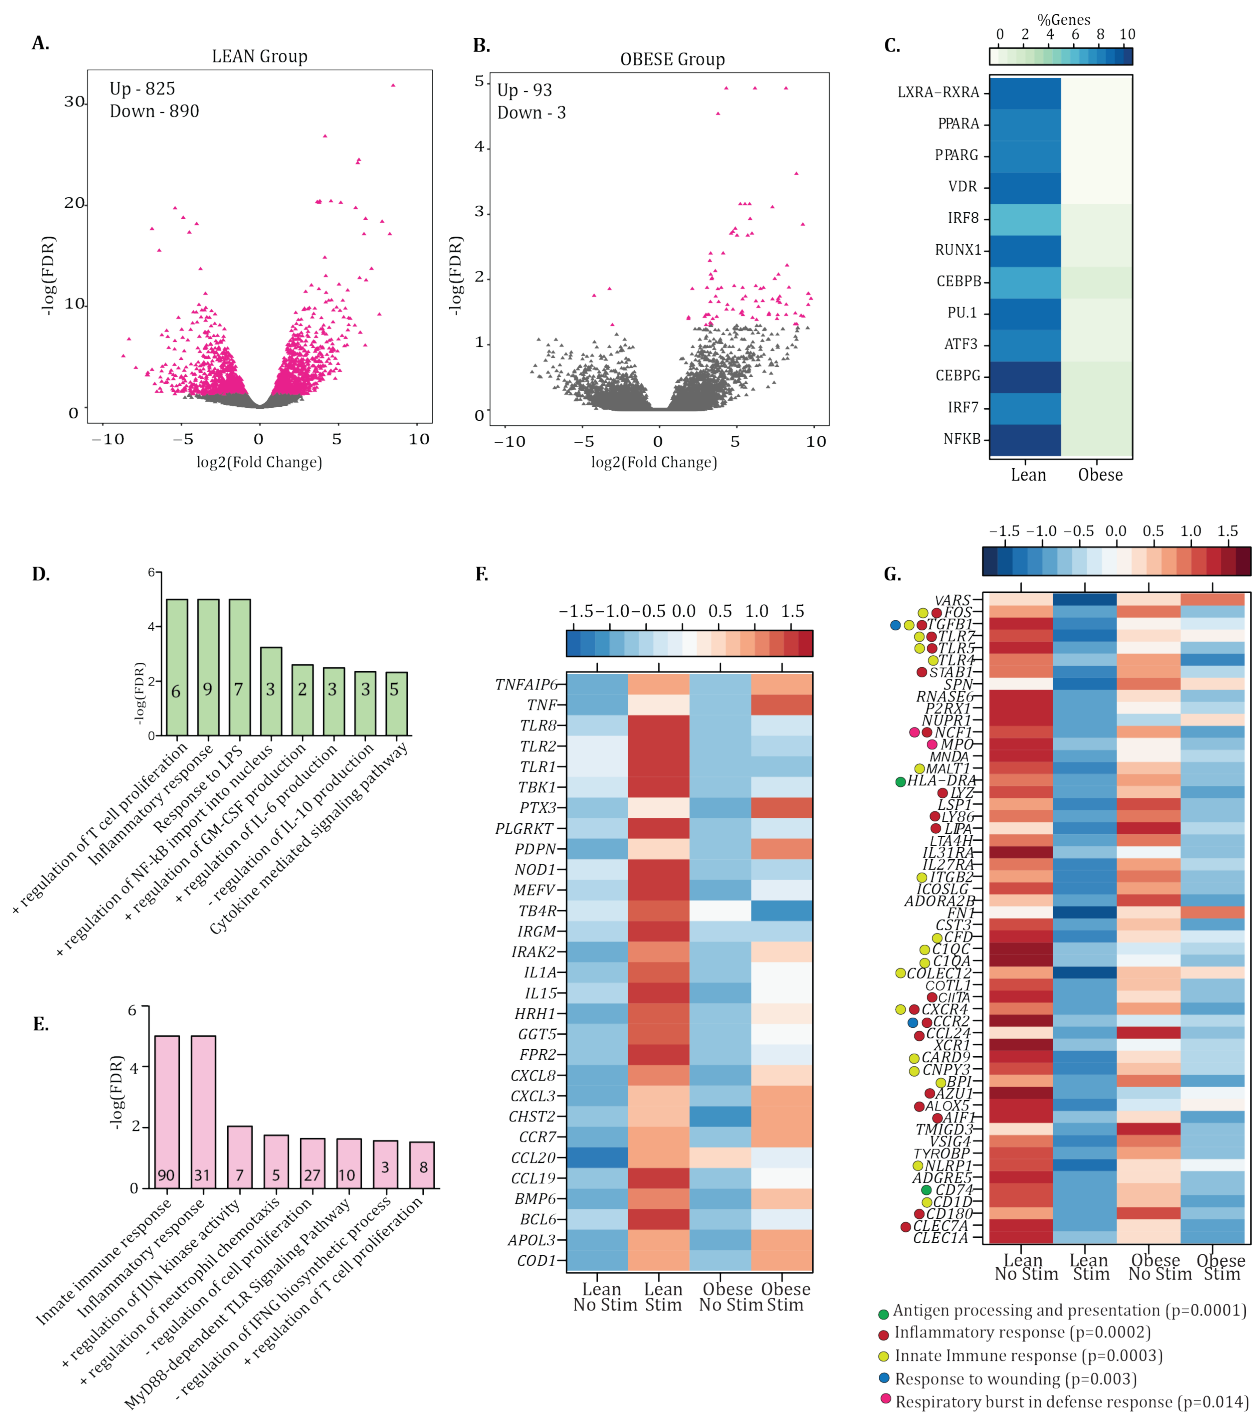 A.
LEAN Group
Up - 825
Down - 890
30
20
10
0
-log(FDR)
−10
−5
0
5
10
log2(Fold Change)
B.
OBESE Group
Up - 93
Down - 3
5
4
3
2
1
0
-log(FDR)
−10
−5
0
5
10
log2(Fold Change)
C.
%Genes
0 2 4 6 8 10
LXRA−RXRA
PPARA
PPARG
VDR
IRF8
RUNX1
CEBPB
PU.1
ATF3
CEBPG
IRF7
NFKB
Lean Obese
D.
6
4
2
0
-log(FDR)
6 9 7 3 2 3 3 5
+ regulation of T cell proliferation
Inflammatory response
Response to LPS
+ regulation of NF-kB import into nucleus
+ regulation of GM-CSF production
+ regulation of IL-6 production
- regulation of IL-10 production
Cytokine mediated signaling pathway
E.
6
4
2
0
-log(FDR)
90 31 7 5 27 10 3 8
Innate immune response
Inflammatory response
+ regulation of JUN kinase activity
+ regulation of neutrophil chemotaxis
- regulation of cell proliferation
MyD88-dependent TLR Signaling Pathway
- regulation of IFNG biosynthetic process
+ regulation of T cell proliferation
F.
−1.5 −1.0 −0.5 0.0 0.5 1.0 1.5
TNFAIP6
TNF
TLR8
TLR2
TLR1
TBK1
PTX3
PLGRKT
PDPN
NOD1
MEFV
TB4R
IRGM
IRAK2
IL1A
IL15
HRH1
GGT5
FPR2
CXCL8
CXCL3
CHST2
CCR7
CCL20
CCL19
BMP6
BCL6
APOL3
COD1
Lean Lean Obese Obese
No Stim Stim No Stim Stim
G.
−1.5 −1.0 −0.5 0.0 0.5 1.0 1.5
VARS
FOS
TGFB1
TLR7
TLR5
TLR4
STAB1
SPN
RNASE6
P2RX1
NUPR1
NCF1
MPO
MNDA
MALT1
HLA−DRA
LYZ
LSP1
LY86
LPA
LTA4H
IL31RA
IL27RA
ITGB2
ICOSLG
ADORA2B
FN1
CST3
CFD
C1QC
C1QA
COLEC12
COTL1
CIITA
CXCR4
CCR2
CCL24
XCR1
CARD9
CNPY3
BPI
AZU1
ALOX5
AIF1
TMIGD3
VSIG4
TYROBP
NLRP1
ADGRE5
CD74
CD1D
CD180
CLEC7A
CLEC1A
Lean Lean Obese Obese
No Stim Stim No Stim Stim
Antigen processing and presentation (p=0.0001)
Inflammatory response (p=0.0002)
Innate Immune response (p=0.0003)
Response to wounding (p=0.003)
Respiratory burst in defense response (p=0.014)